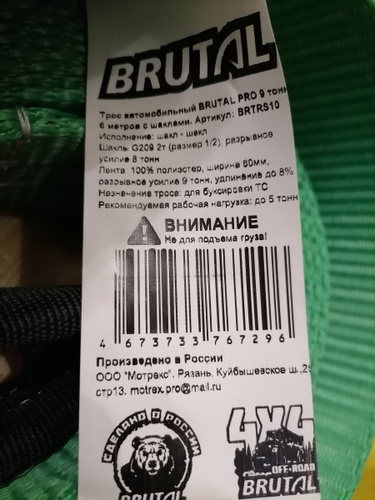 BRUTAL
Трос автомобильный BRUTAL PRO 9 тонн
6 метров с шаклами. Артикул: BRTRS10
Исполнение: шакл - шакл
Шаклы G209 2т (размер 1/2), разрывное
усилие 8 тонн
Лента: 100% полиэстер, ширина 60мм,
разрывное усилие 9 тонн, удлинение до 8%
Назначение троса: для буксировки ТС
Рекомендуемая рабочая нагрузка: до 5 тонн
ВНИМАНИЕ
Не для подъема груза!
4 673733 767296
Произведено в России
ООО "Мотрекс". Рязань, Куйбышевское ш.,25
стр13. motrex.pro@mail.ru
СДЕЛАНО В РОССИИ
BRUTAL
4X4
OFF-ROAD
BRUTAL